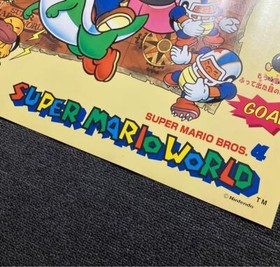 GOA
SUPER MARIO BROS. 4
SUPER MARIO WORLD
TM
© Nintendo